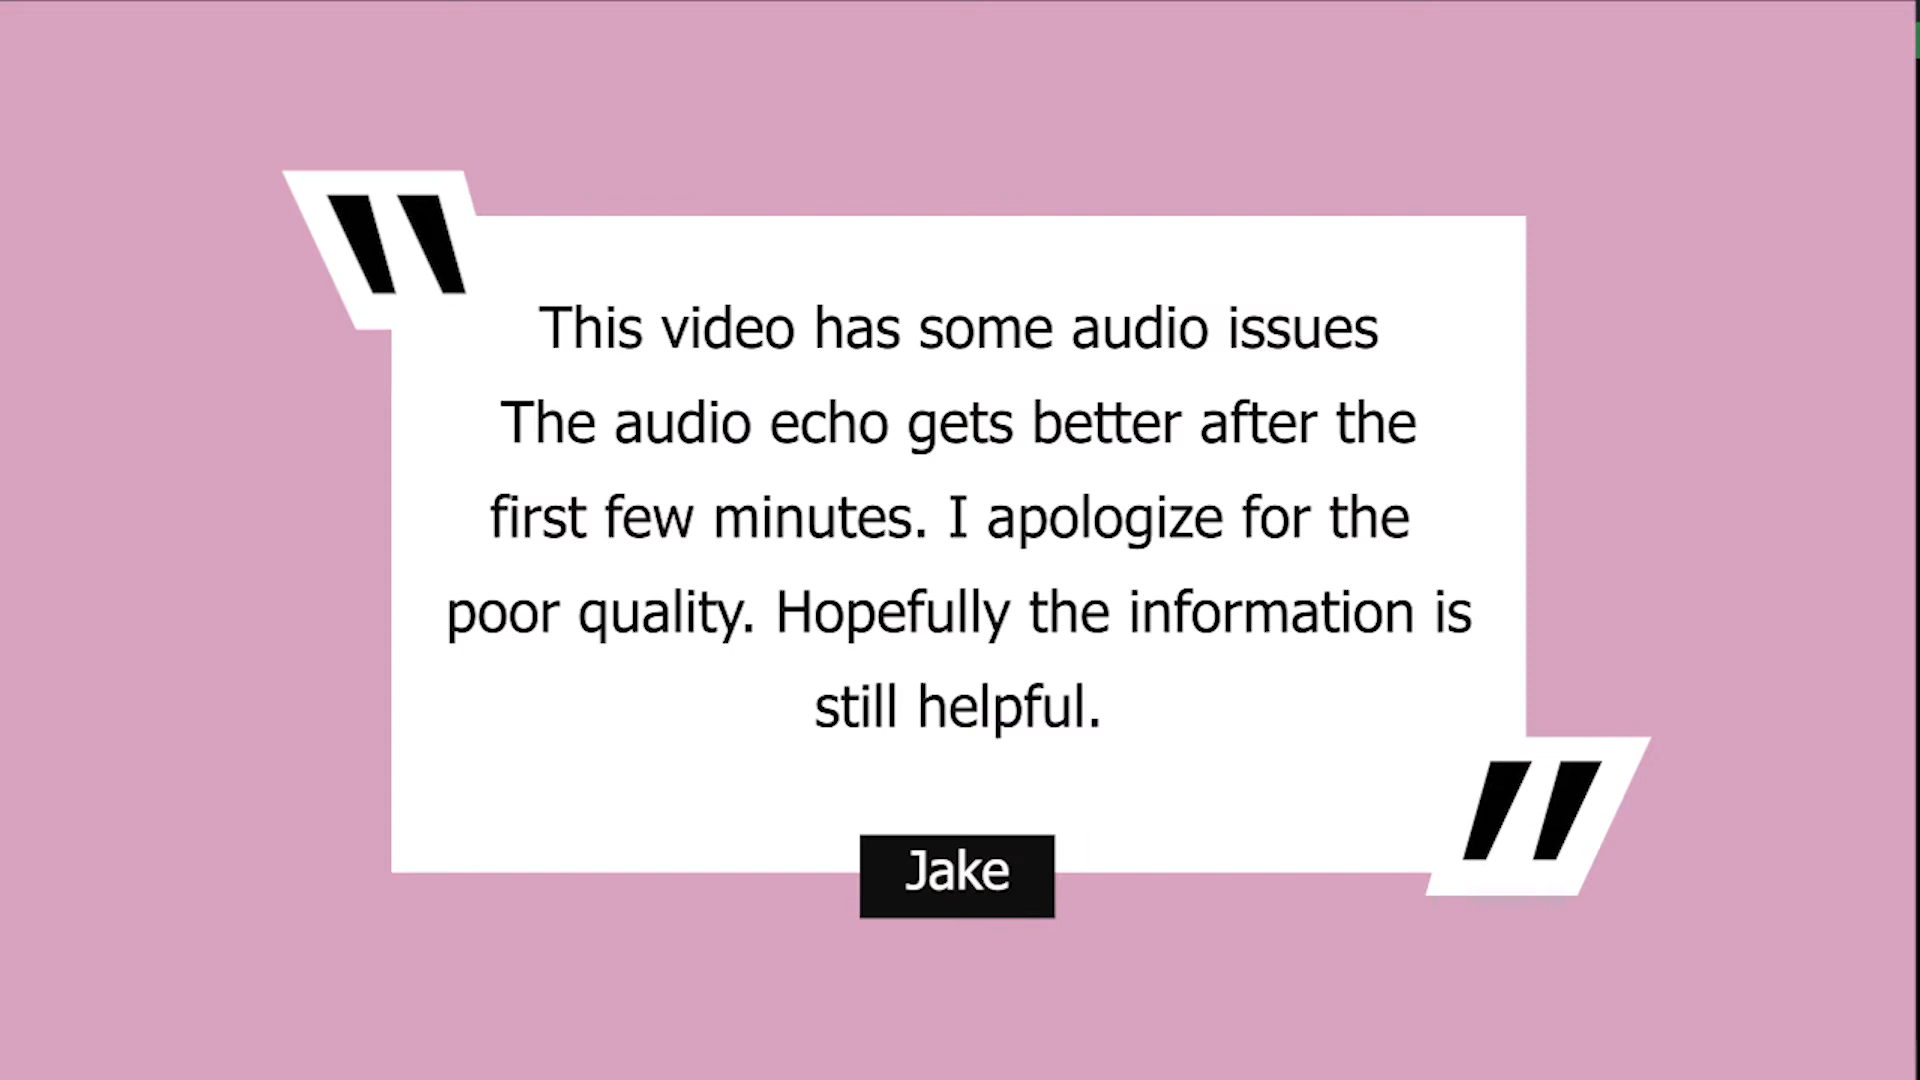 This video has some audio issues
The audio echo gets better after the
first few minutes. I apologize for the
poor quality. Hopefully the information is
still helpful.
Jake